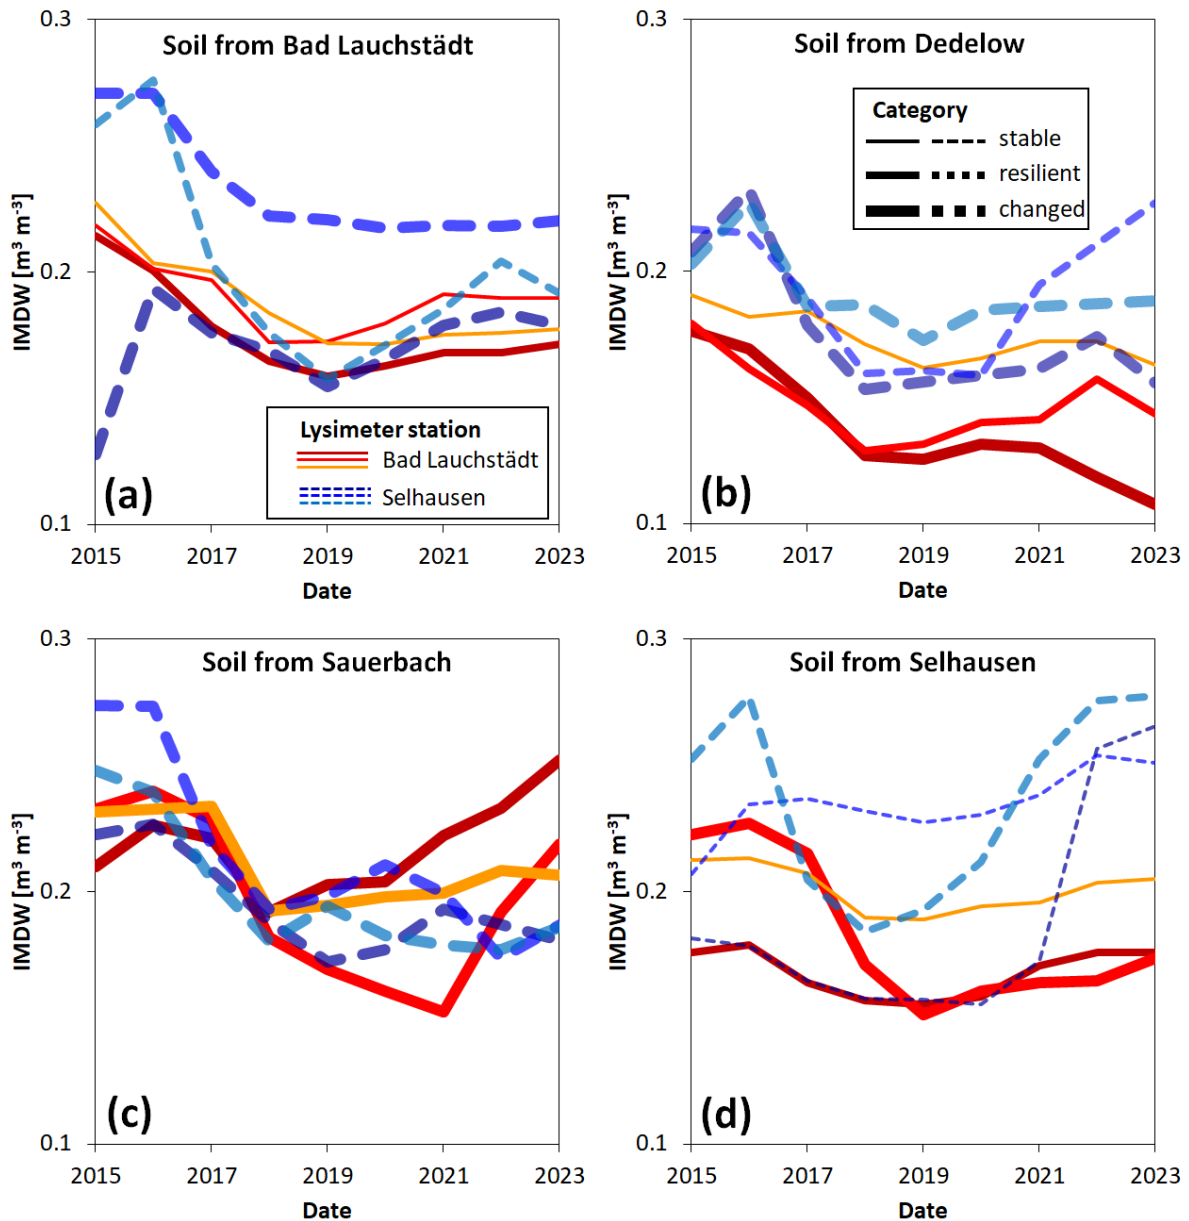 0.3
Soil from Bad Lauchstädt
IMDW [m³ m⁻³]
0.2
Lysimeter station
Bad Lauchstädt
Selhausen
(a)
0.1
2015 2017 2019 2021 2023
Date
0.3
Soil from Dedelow
Category
stable
resilient
changed
IMDW [m³ m⁻³]
0.2
(b)
0.1
2015 2017 2019 2021 2023
Date
0.3
Soil from Sauerbach
IMDW [m³ m⁻³]
0.2
(c)
0.1
2015 2017 2019 2021 2023
Date
0.3
Soil from Selhausen
IMDW [m³ m⁻³]
0.2
(d)
0.1
2015 2017 2019 2021 2023
Date